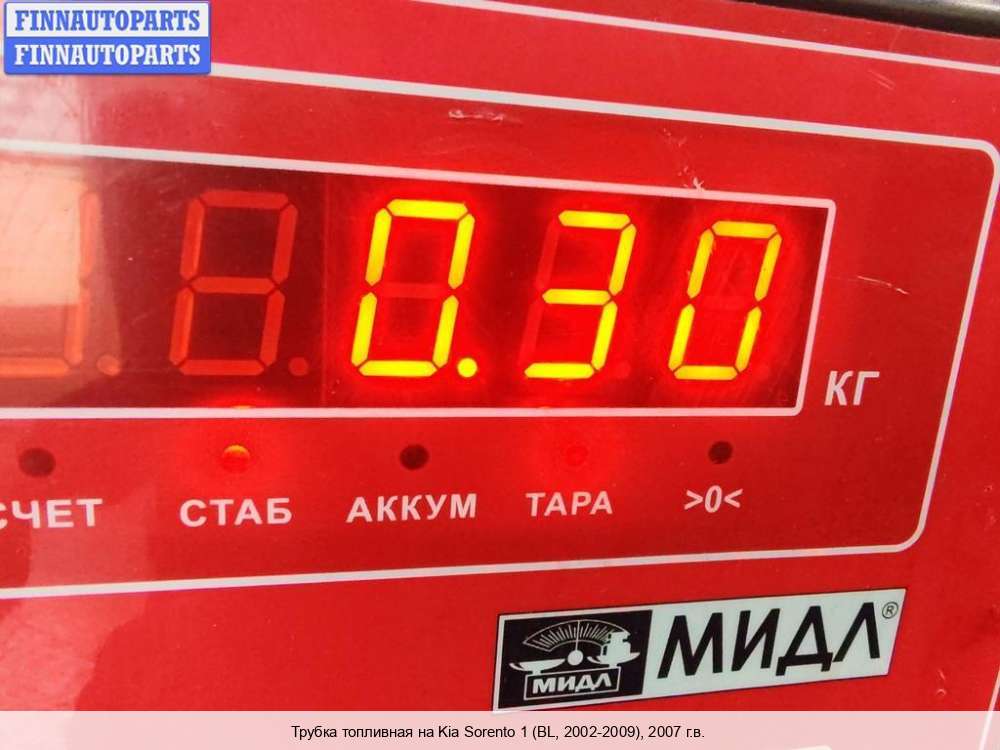 FINNAUTOPARTS
FINNAUTOPARTS
0.30
КГ
СЧЕТ СТАБ АККУМ ТАРА >0<
МИДЛ МИДЛ®
Трубка топливная на Kia Sorento 1 (BL, 2002-2009), 2007 г.в.